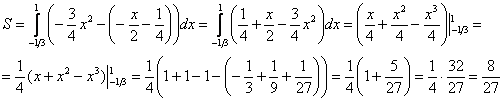 S = ∫_{-1/3}^{1} (-3/4 x² - (-x/2 - 1/4)) dx = ∫_{-1/3}^{1} (1/4 + x/2 - 3/4 x²) dx = (x/4 + x²/4 - x³/4)|_{-1/3}^{1} =
= 1/4 (x + x² - x³)|_{-1/3}^{1} = 1/4 (1 + 1 - 1 - (-1/3 + 1/9 + 1/27)) = 1/4 (1 + 5/27) = 1/4 · 32/27 = 8/27